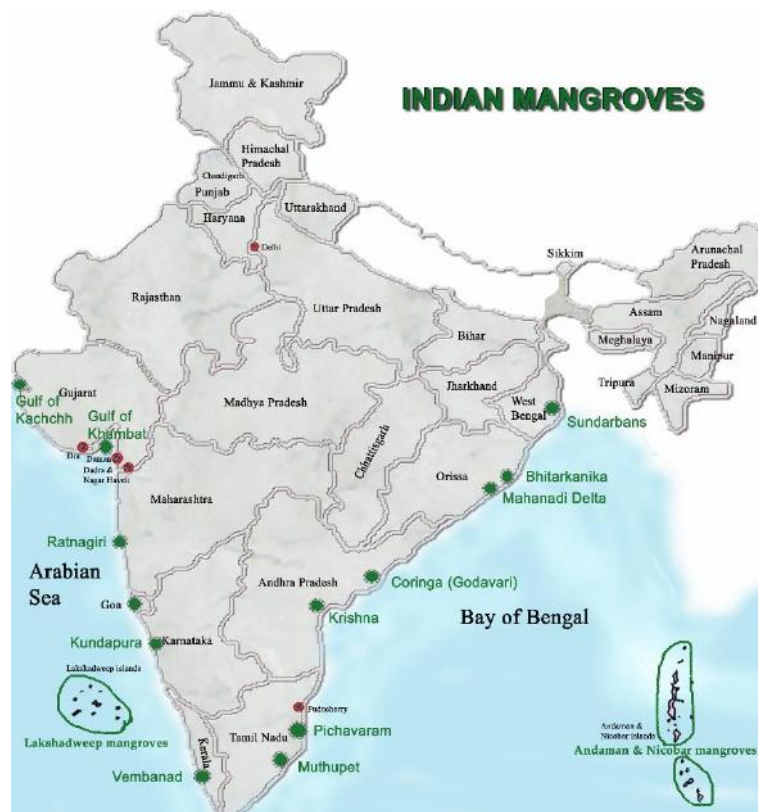 INDIAN MANGROVES
Jammu & Kashmir
Himachal
Pradesh
Chandigarh
Punjab
Haryana
Uttarakhand
Delhi
Sikkim
Arunachal
Pradesh
Rajasthan
Uttar Pradesh
Assam
Nagaland
Bihar
Meghalaya
Manipur
Gujarat
Gulf of
Kachchh
Gulf of
Khambat
Madhya Pradesh
Jharkhand
West
Bengal
Tripura
Mizoram
Sundarbans
Diu
Daman
Dadra &
Nagar Haveli
Chhattisgarh
Orissa
Bhitarkanika
Mahanadi Delta
Maharashtra
Ratnagiri
Arabian
Sea
Andhra Pradesh
Coringa (Godavari)
Goa
Krishna
Bay of Bengal
Kundapura
Karnataka
Lakshadweep islands
Lakshadweep mangroves
Puducherry
Tamil Nadu
Pichavaram
Kerala
Muthupet
Vembanad
Andaman &
Nicobar islands
Andaman & Nicobar mangroves